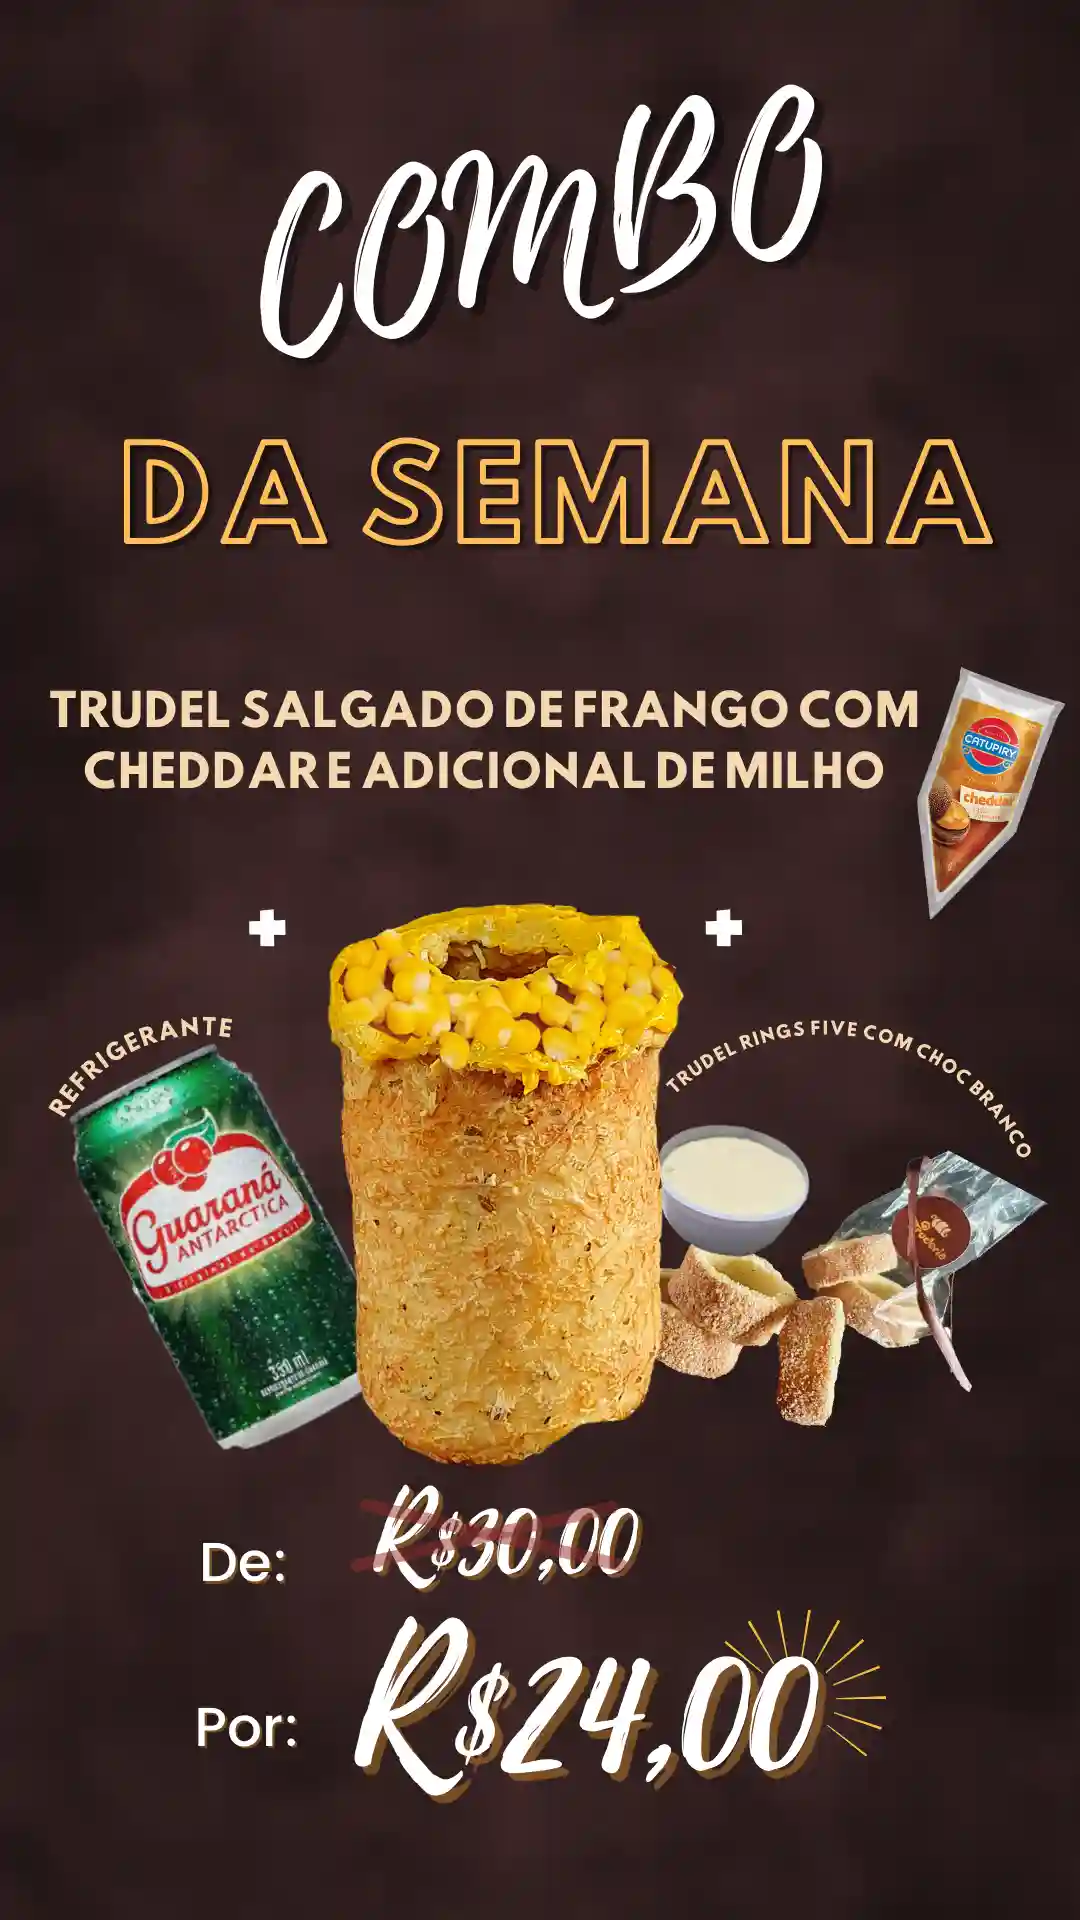 COMBO
DA SEMANA
TRUDEL SALGADO DE FRANGO COM
CHEDDAR E ADICIONAL DE MILHO
CATUPIRY
cheddar
REFRIGERANTE
TRUDEL RINGS FIVE COM CHOC BRANCO
Guaraná
ANTARCTICA
350 ml
De: R$30,00
Por: R$24,00